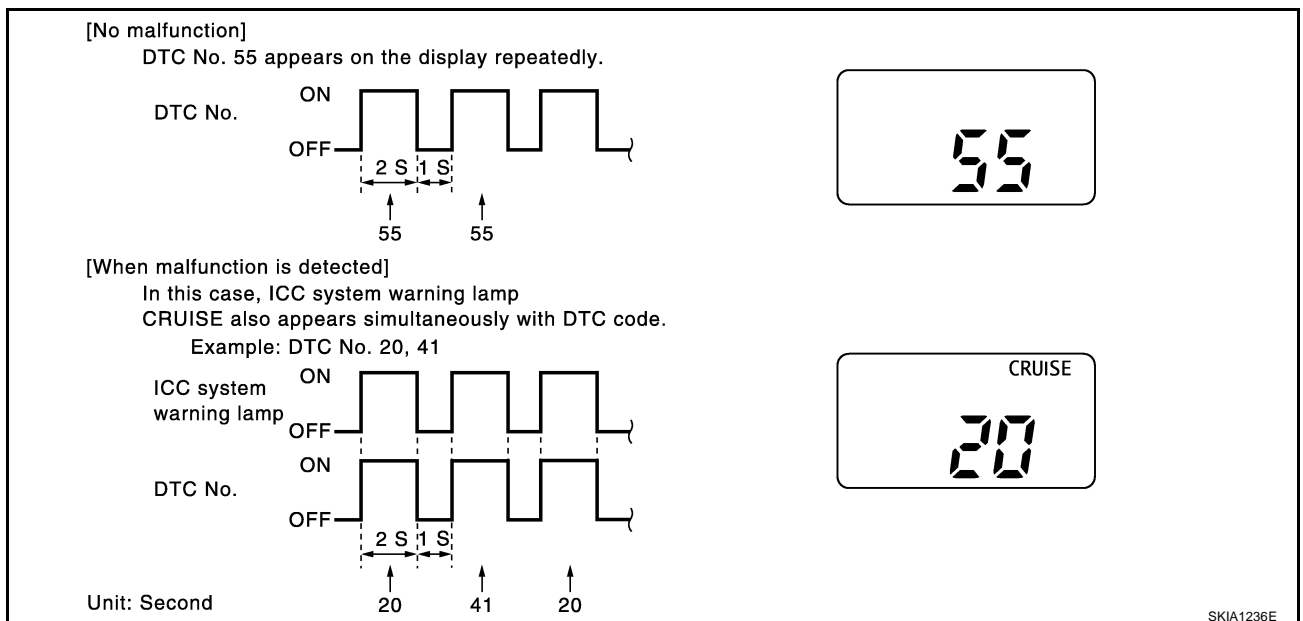 [No malfunction]
DTC No. 55 appears on the display repeatedly.
DTC No.
ON
OFF
2 S 1 S
55 55
55
[When malfunction is detected]
In this case, ICC system warning lamp
CRUISE also appears simultaneously with DTC code.
Example: DTC No. 20, 41
ICC system
warning lamp
ON
OFF
DTC No.
ON
OFF
2 S 1 S
20 41 20
CRUISE
20
Unit: Second
SKIA1236E